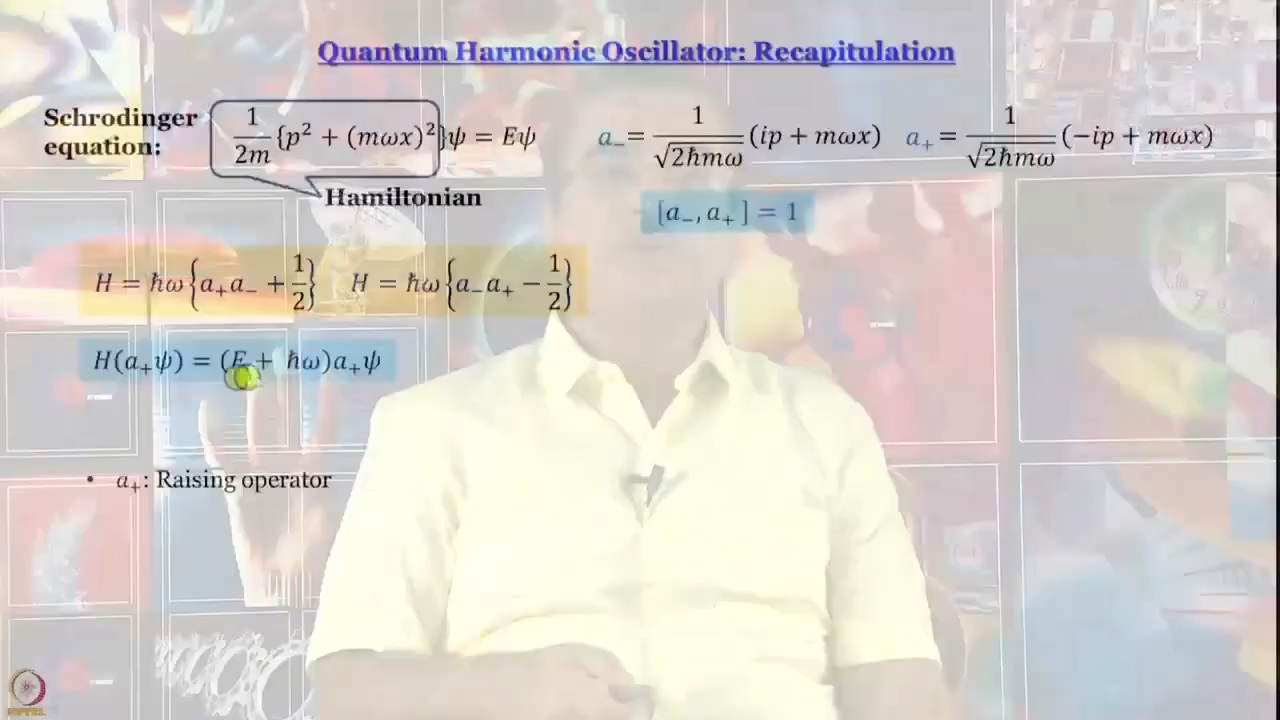 Quantum Harmonic Oscillator: Recapitulation
Schrodinger equation: 1/2m {p² + (mωx)²}ψ = Eψ
a₋= 1/√2ħmω (ip + mωx) a₊= 1/√2ħmω (−ip + mωx)
Hamiltonian
[a₋, a₊] = 1
H = ħω{a₊a₋ + 1/2} H = ħω{a₋a₊ − 1/2}
H(a₊ψ) = (E + ħω)a₊ψ
• a₊: Raising operator
NPTEL